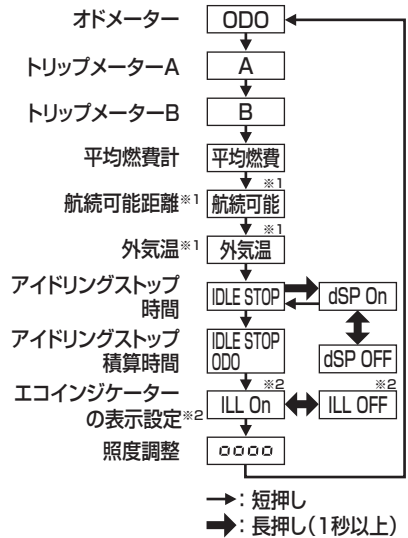 オドメーター ODO
トリップメーターA A
トリップメーターB B
平均燃費計 平均燃費
※1
航続可能距離※1 航続可能
※1
外気温※1 外気温
アイドリングストップ
時間 IDLE STOP dSP On
アイドリングストップ
積算時間 IDLE STOP
ODO
dSP OFF
※2 ※2
エコインジケーター
の表示設定※2 ILL On ILL OFF
照度調整 oooo
:短押し
:長押し(1秒以上)